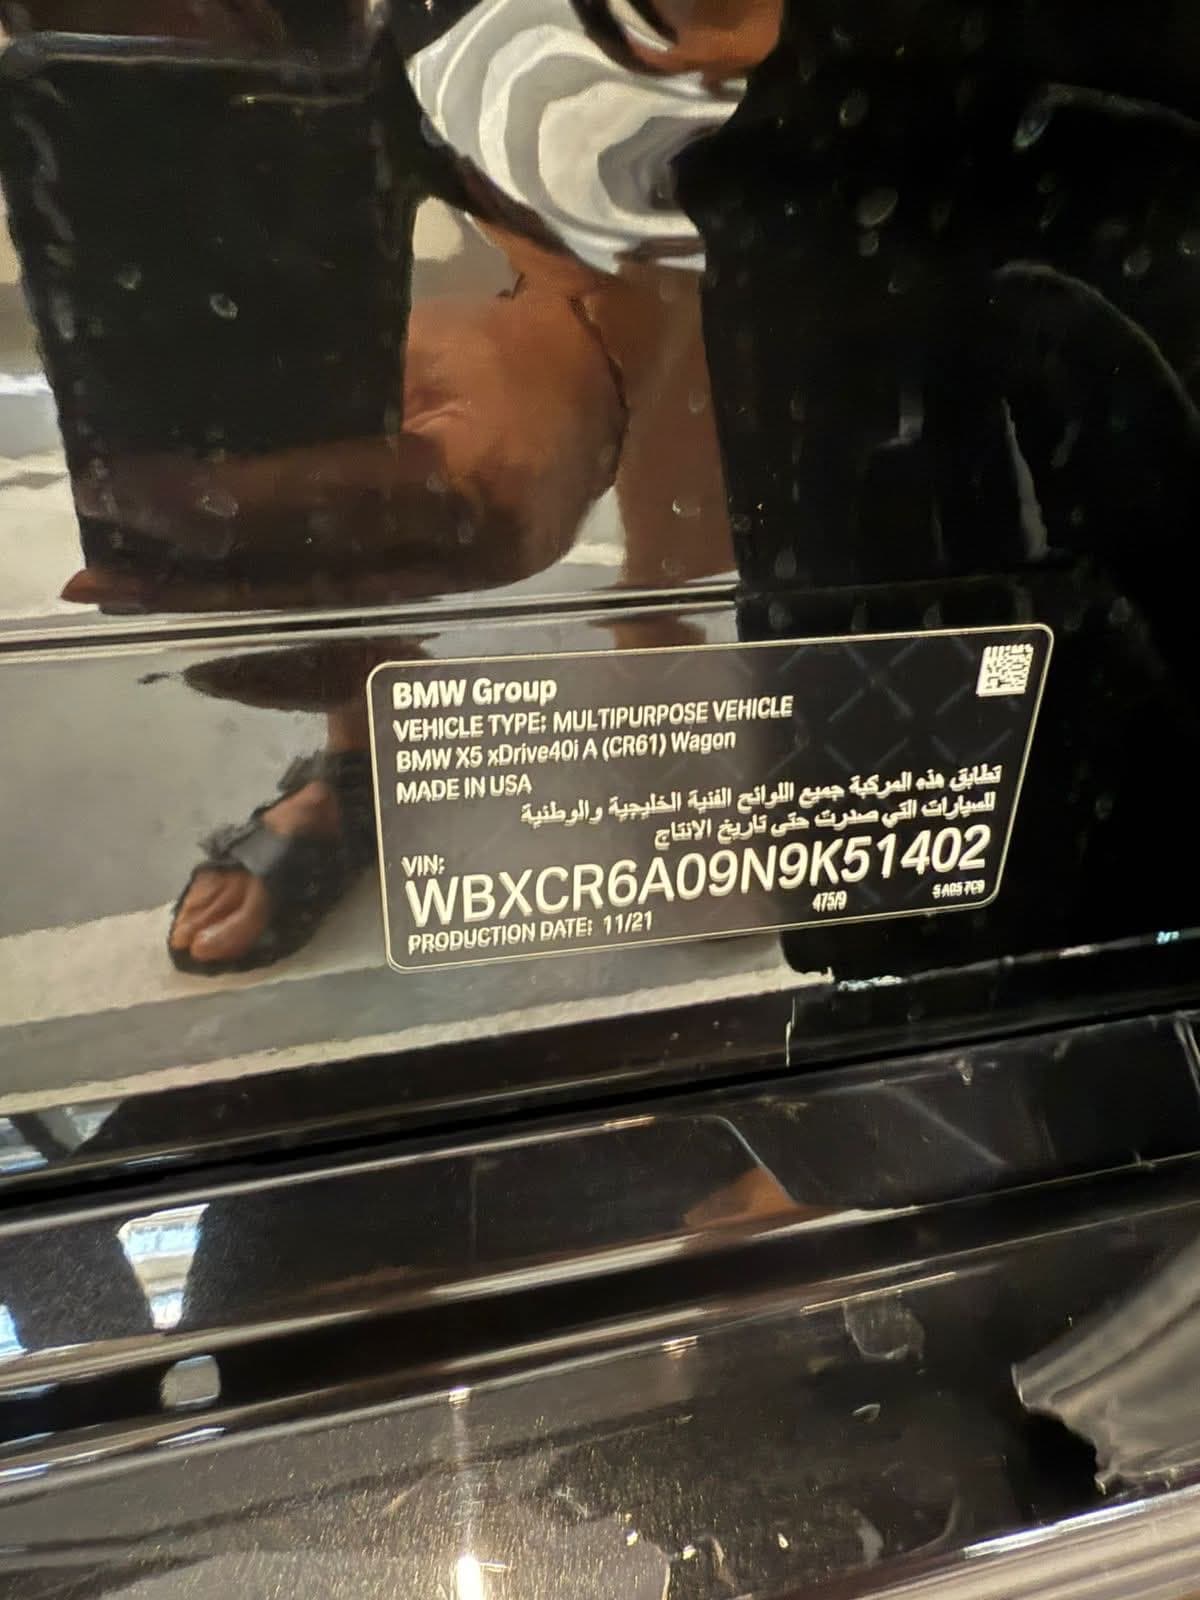 BMW Group
VEHICLE TYPE: MULTIPURPOSE VEHICLE
BMW X5 xDrive40i A (CR61) Wagon
MADE IN USA
تطابق هذه المركبة جميع اللوائح الفنية الخليجية والوطنية
للسيارات التي صدرت حتى تاريخ الانتاج
VIN:
WBXCR6A09N9K51402
475/9
PRODUCTION DATE: 11/21